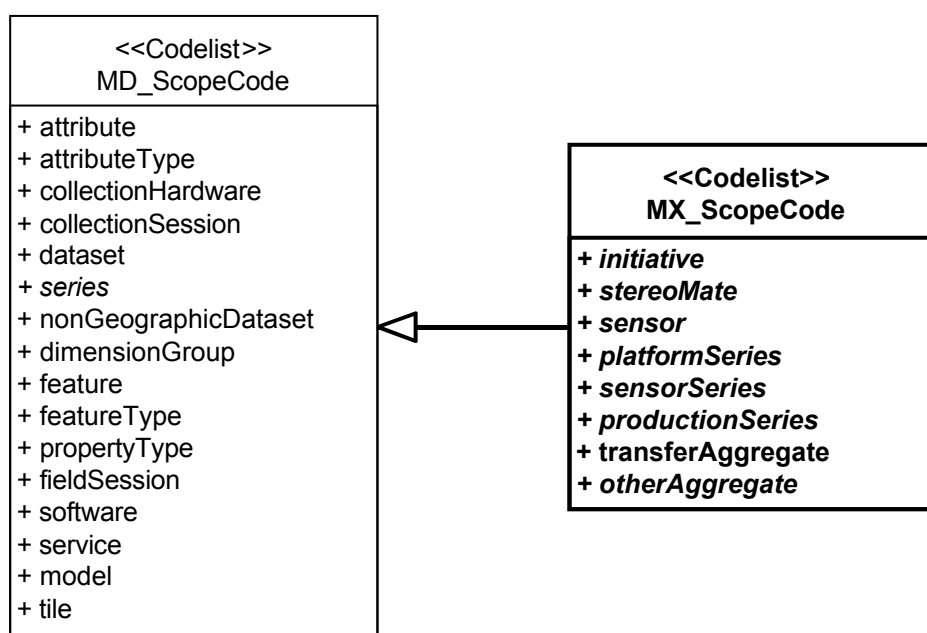 <<Codelist>>
MD_ScopeCode
+ attribute
+ attributeType
+ collectionHardware
+ collectionSession
+ dataset
+ series
+ nonGeographicDataset
+ dimensionGroup
+ feature
+ featureType
+ propertyType
+ fieldSession
+ software
+ service
+ model
+ tile
<<Codelist>>
MX_ScopeCode
+ initiative
+ stereoMate
+ sensor
+ platformSeries
+ sensorSeries
+ productionSeries
+ transferAggregate
+ otherAggregate